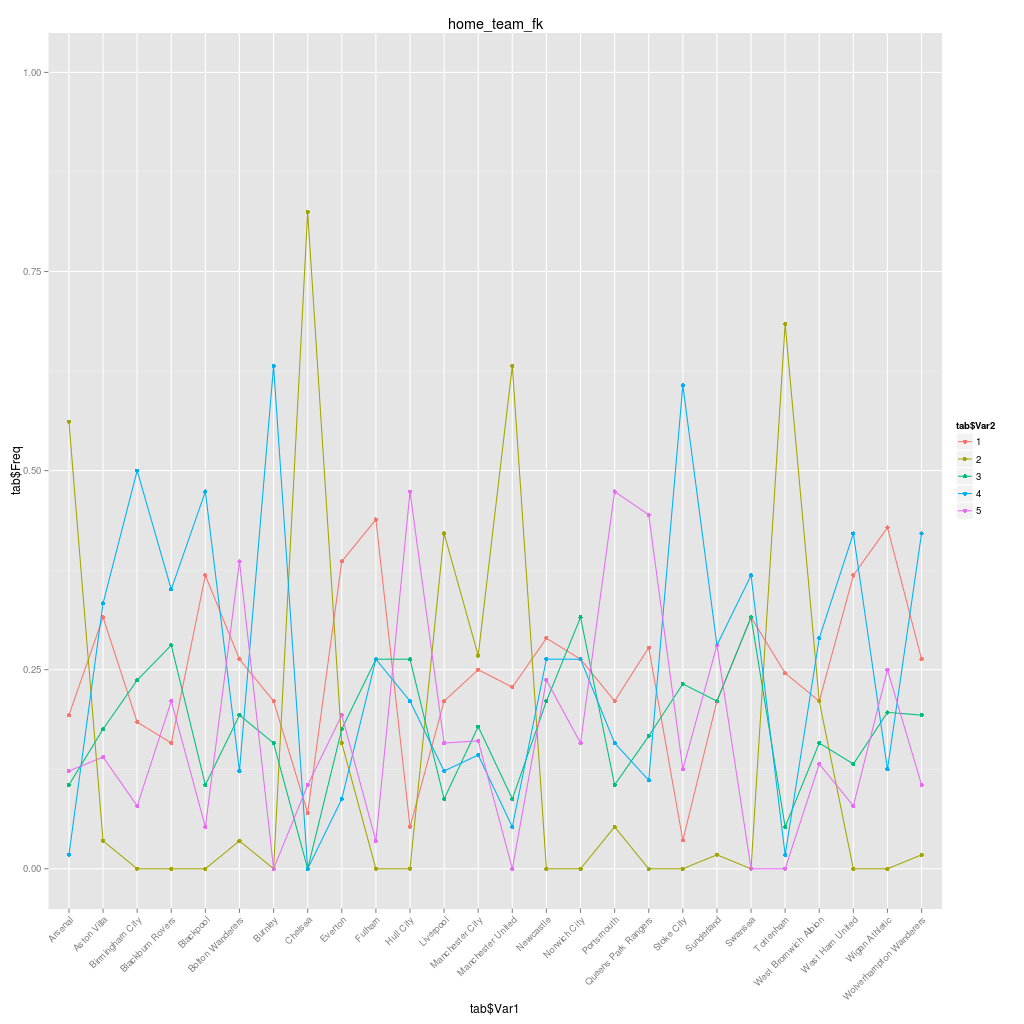 home_team_fk
tab$Freq
1.00
0.75
0.50
0.25
0.00
Arsenal
Aston Villa
Birmingham City
Blackburn Rovers
Blackpool
Bolton Wanderers
Burnley
Chelsea
Everton
Fulham
Hull City
Liverpool
Manchester City
Manchester United
Newcastle
Norwich City
Portsmouth
Queens Park Rangers
Stoke City
Sunderland
Swansea
Tottenham
West Bromwich Albion
West Ham United
Wigan Athletic
Wolverhampton Wanderers
tab$Var1
tab$Var2
1
2
3
4
5